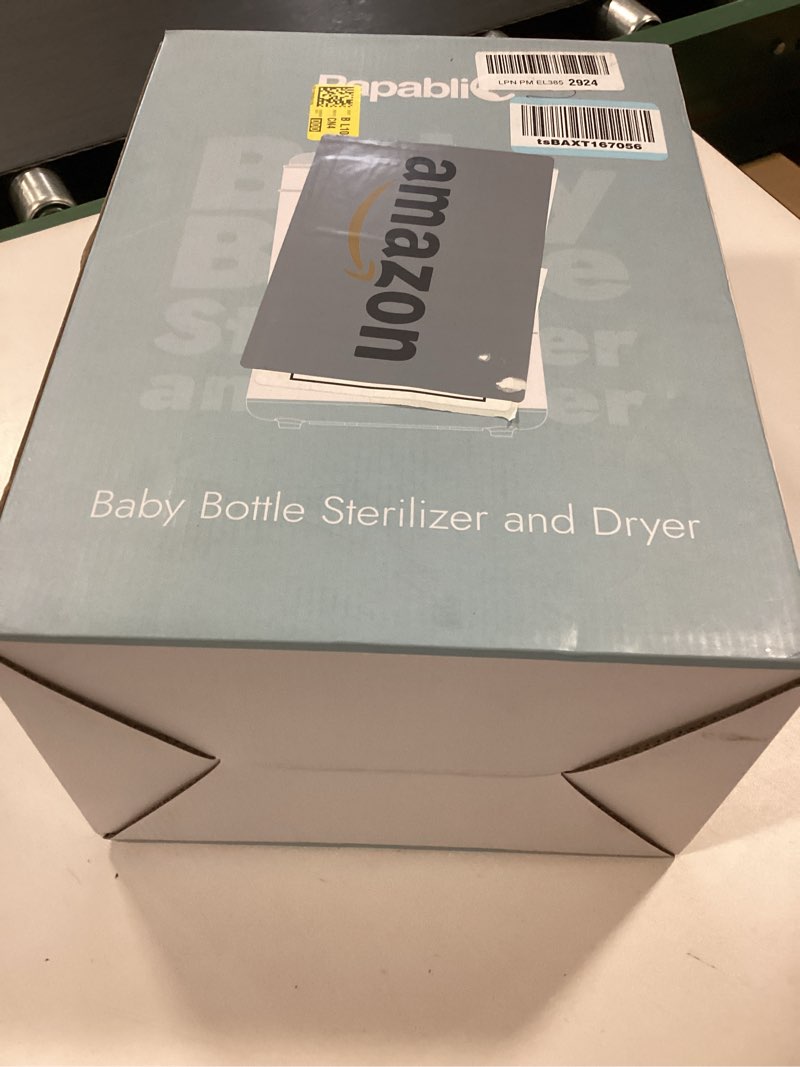 PapabliC
LPN PM EL385 2924
tsBAXT167056
amazon
Baby Bottle Sterilizer and Dryer